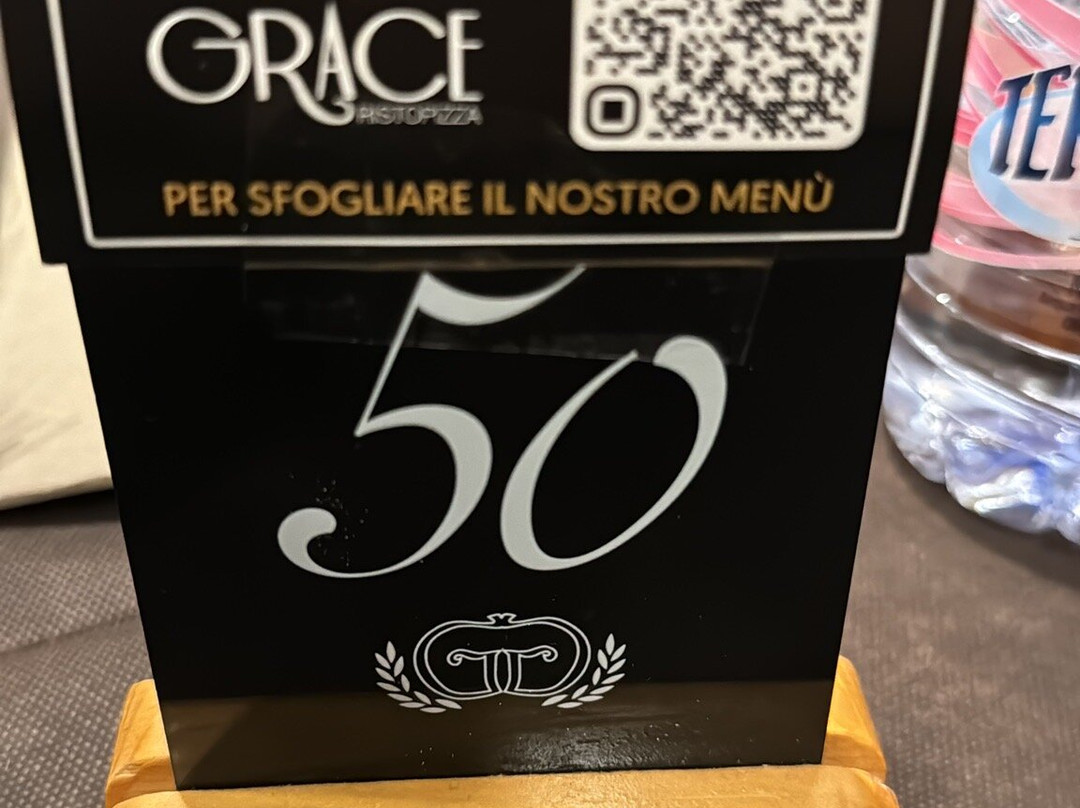 GRACE
RISTOPIZZA
PER SFOGLIARE IL NOSTRO MENÙ
50